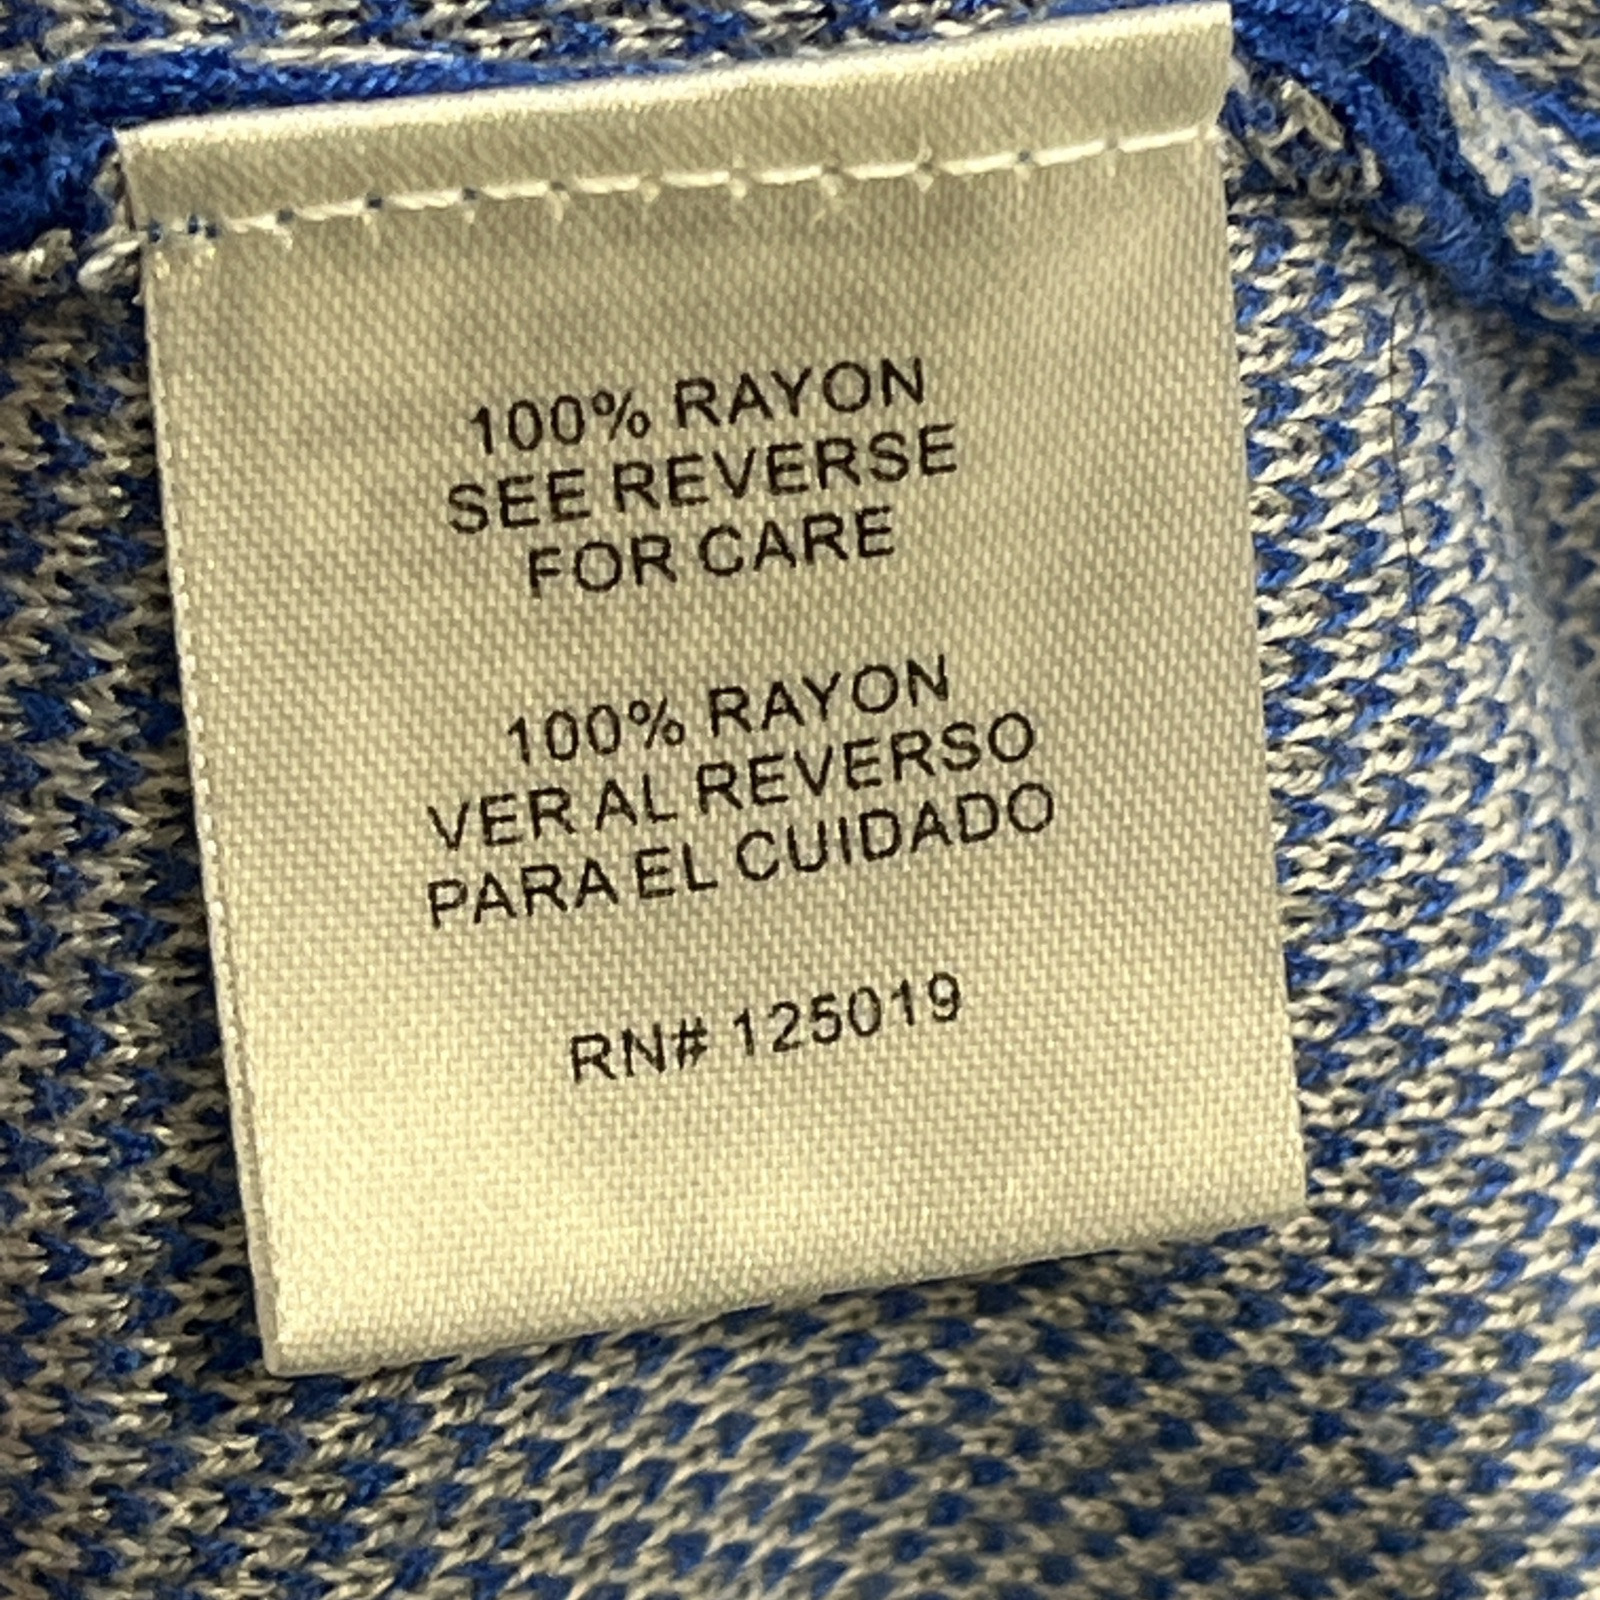 100% RAYON
SEE REVERSE
FOR CARE
100% RAYON
VER AL REVERSO
PARA EL CUIDADO
RN# 125019